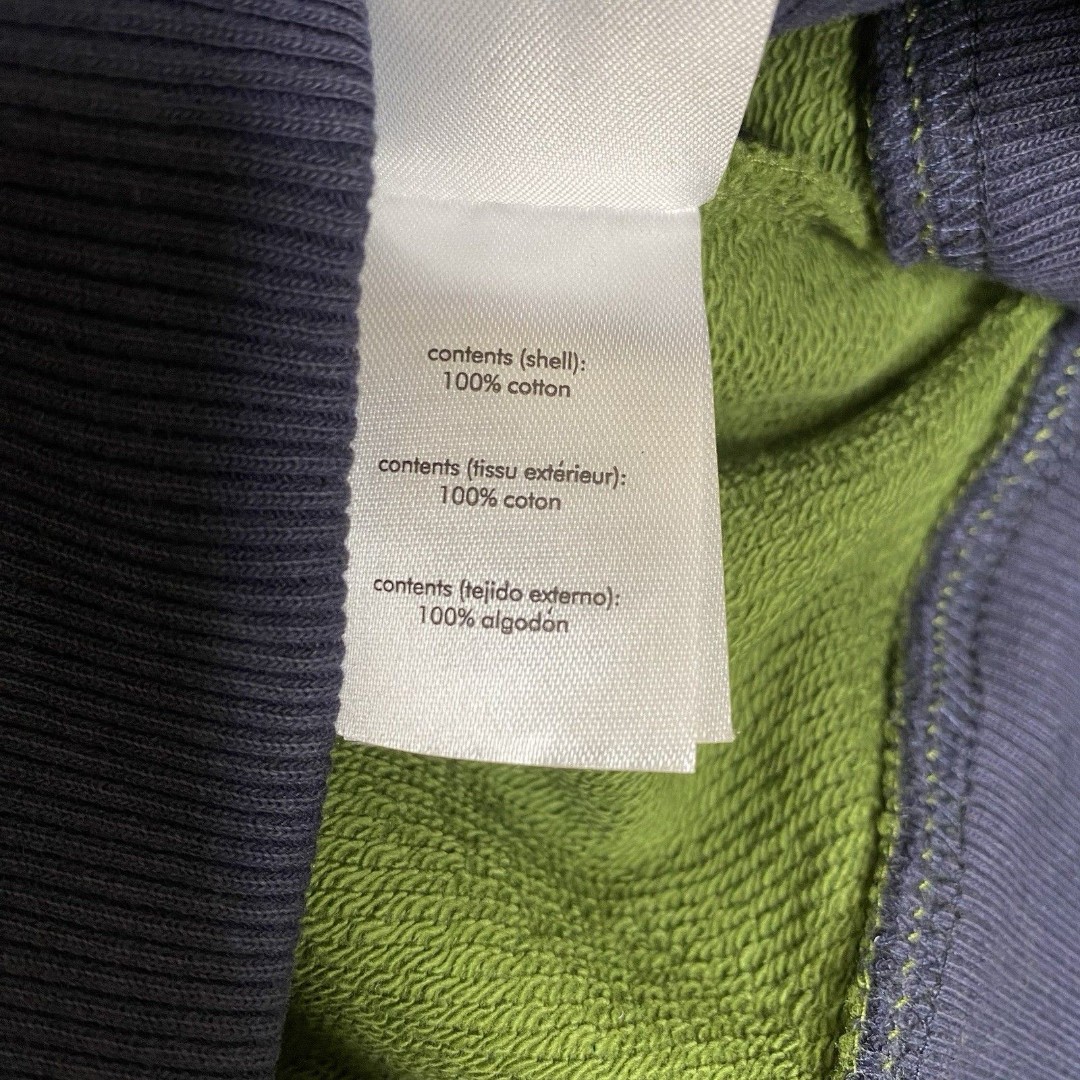 contents (shell):
100% cotton
contents (tissu extérieur):
100% coton
contents (tejido externo):
100% algodón